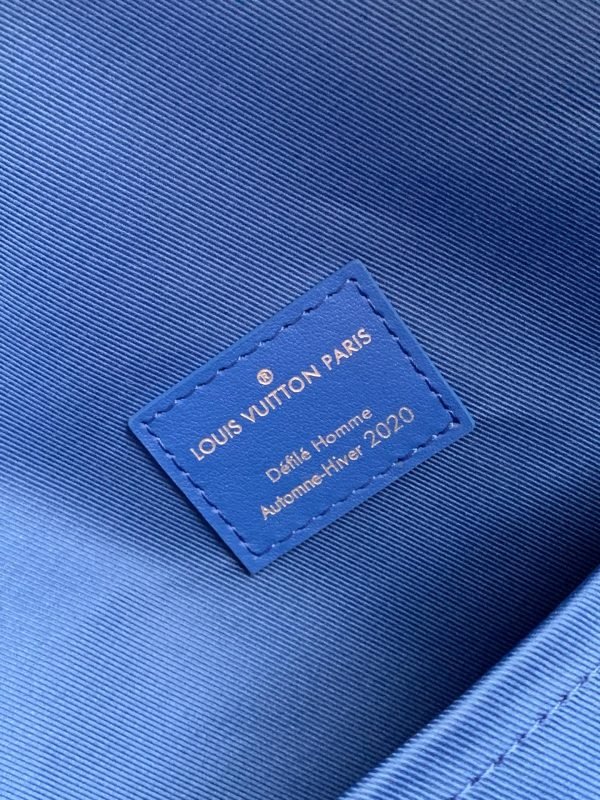 ®
LOUIS VUITTON PARIS
Défilé Homme
Automne-Hiver 2020